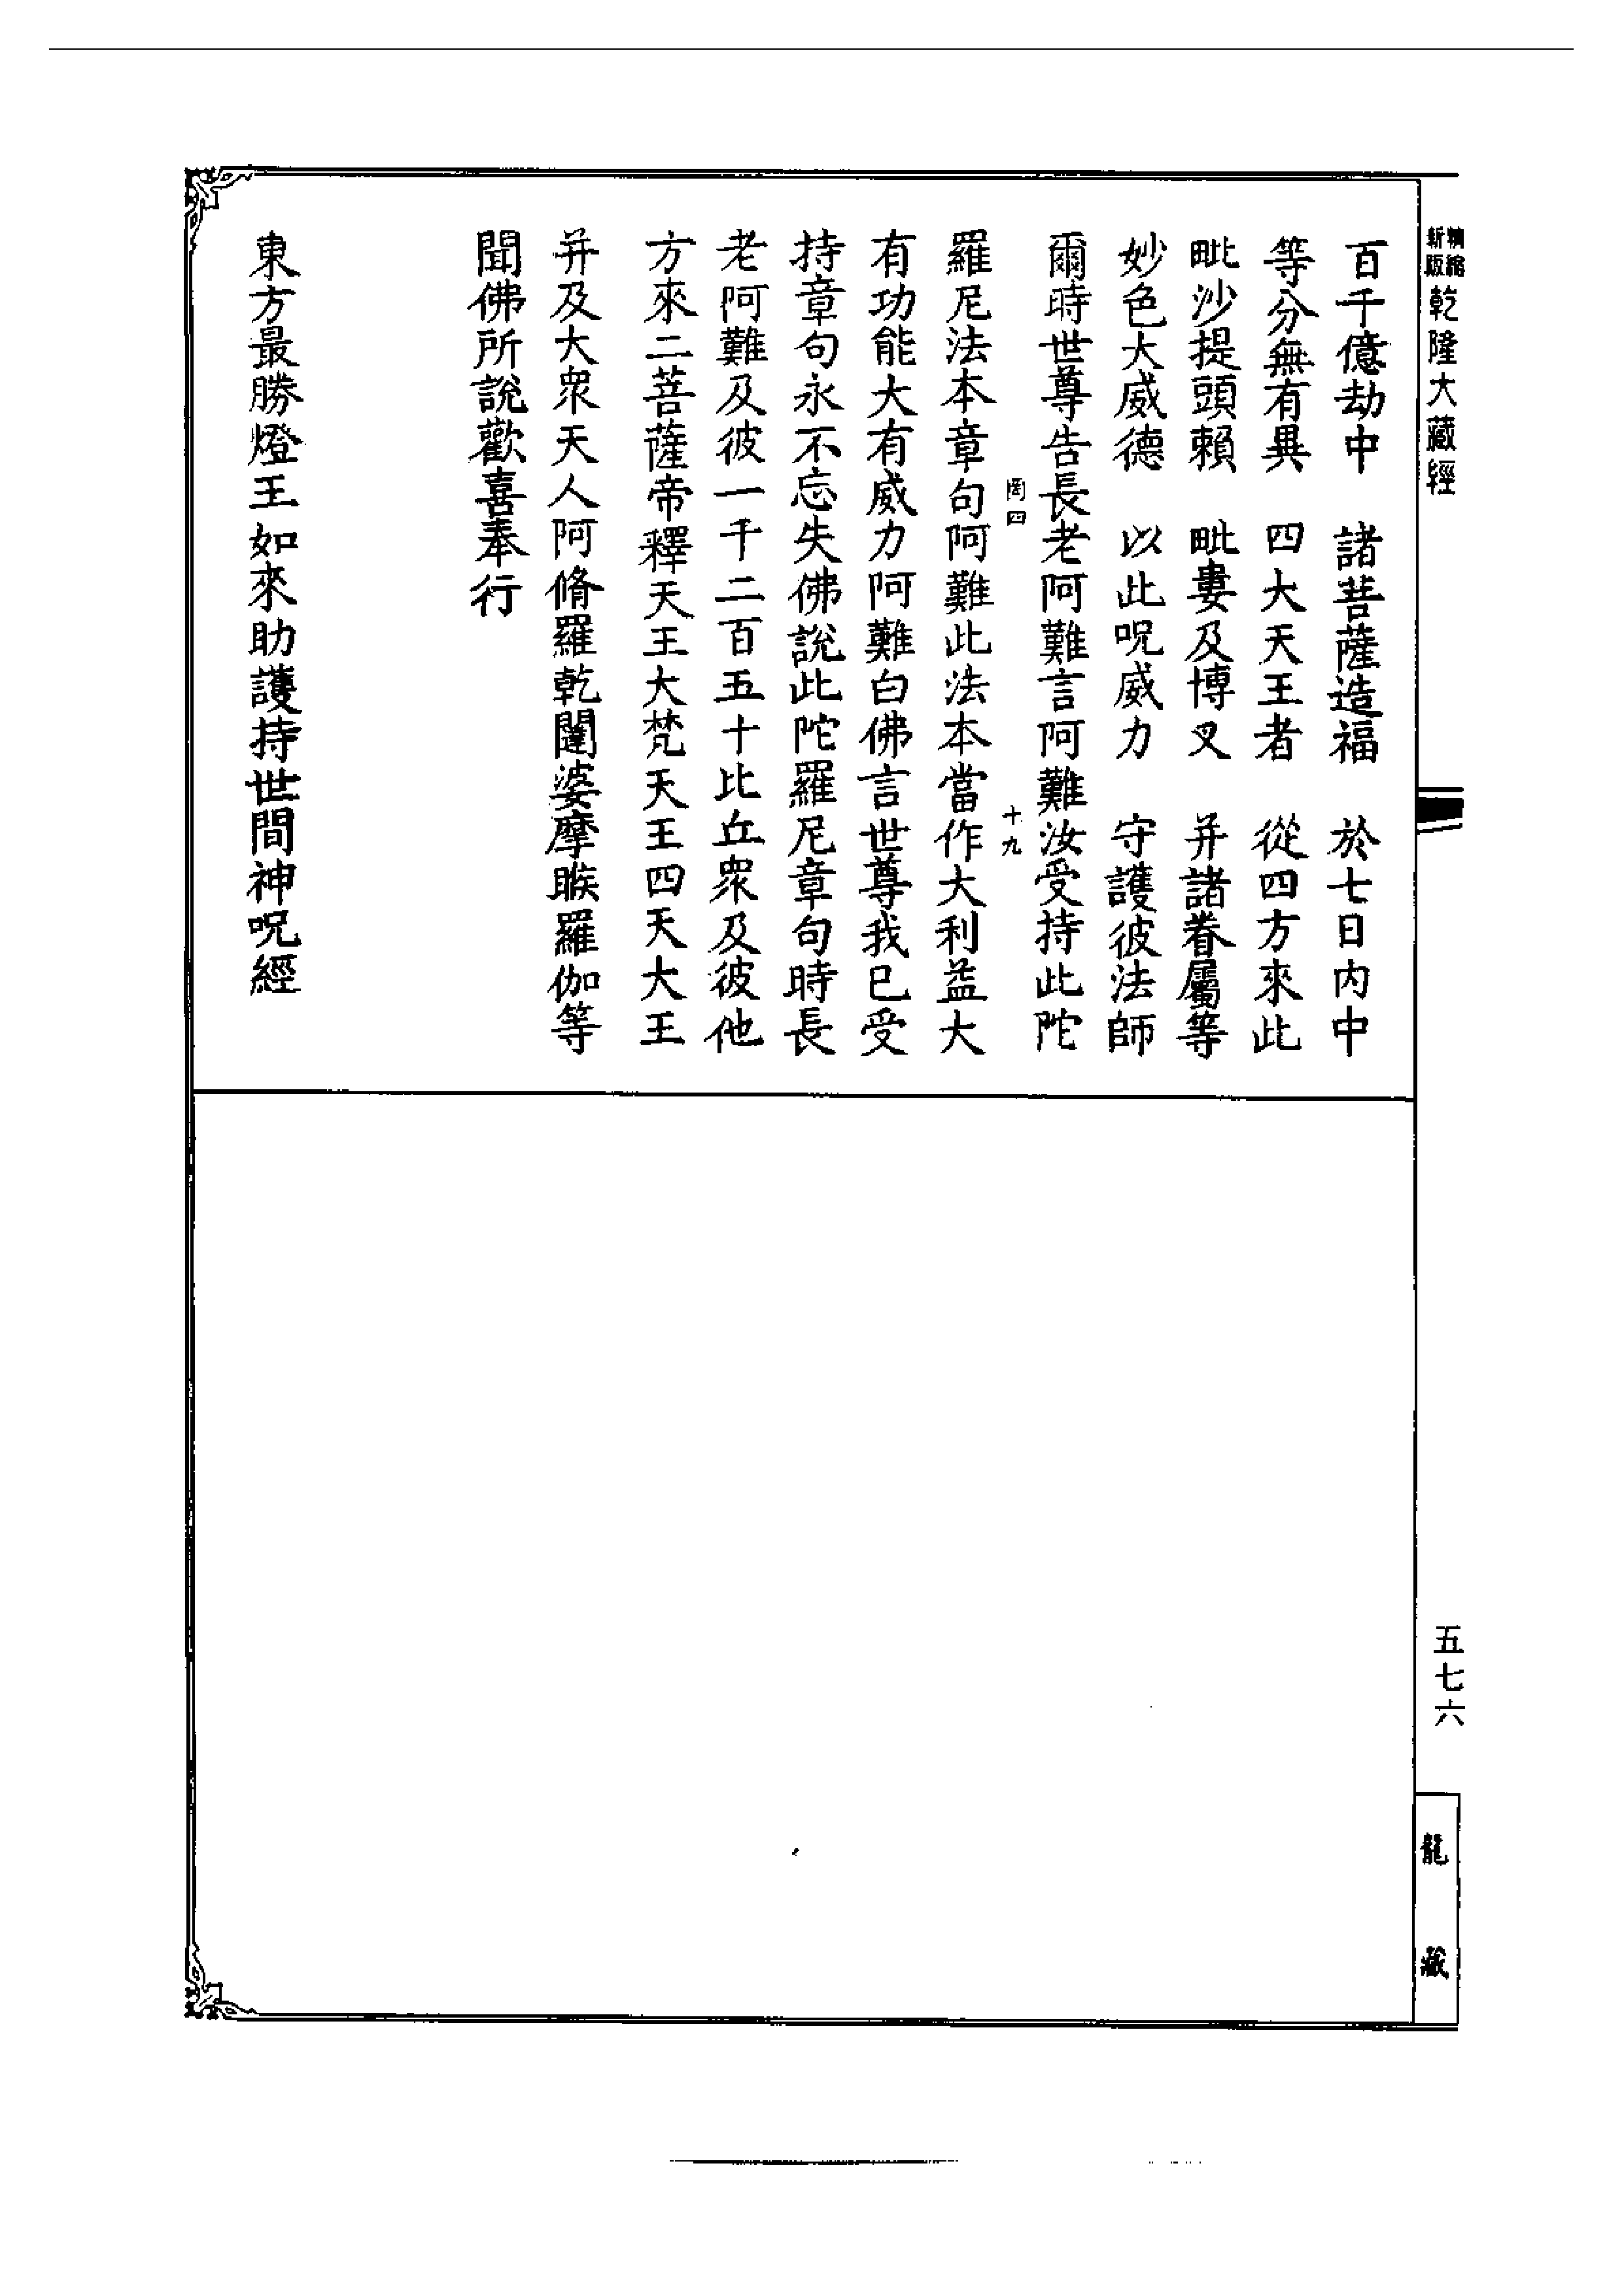 精縮新版乾隆大藏經
百千億劫中　諸菩薩造福　於七日内中
等分無有異　四大天王者　從四方來此
毗沙提頭賴　毗婁及博叉　并諸眷屬等
妙色大威德　以此呪威力　守護彼法師
爾時世尊告長老阿難言阿難汝受持此陀
罔四　十九
羅尼法本章句阿難此法本當作大利益大
有功能大有威力阿難白佛言世尊我已受
持章句永不忘失佛說此陀羅尼章句時長
老阿難及彼一千二百五十比丘衆及彼他
方來二菩薩帝釋天王大梵天王四天大王
并及大衆天人阿脩羅乾闥婆摩睺羅伽等
聞佛所說歡喜奉行
東方最勝燈王如來助護持世間神呪經
五七六
龍藏